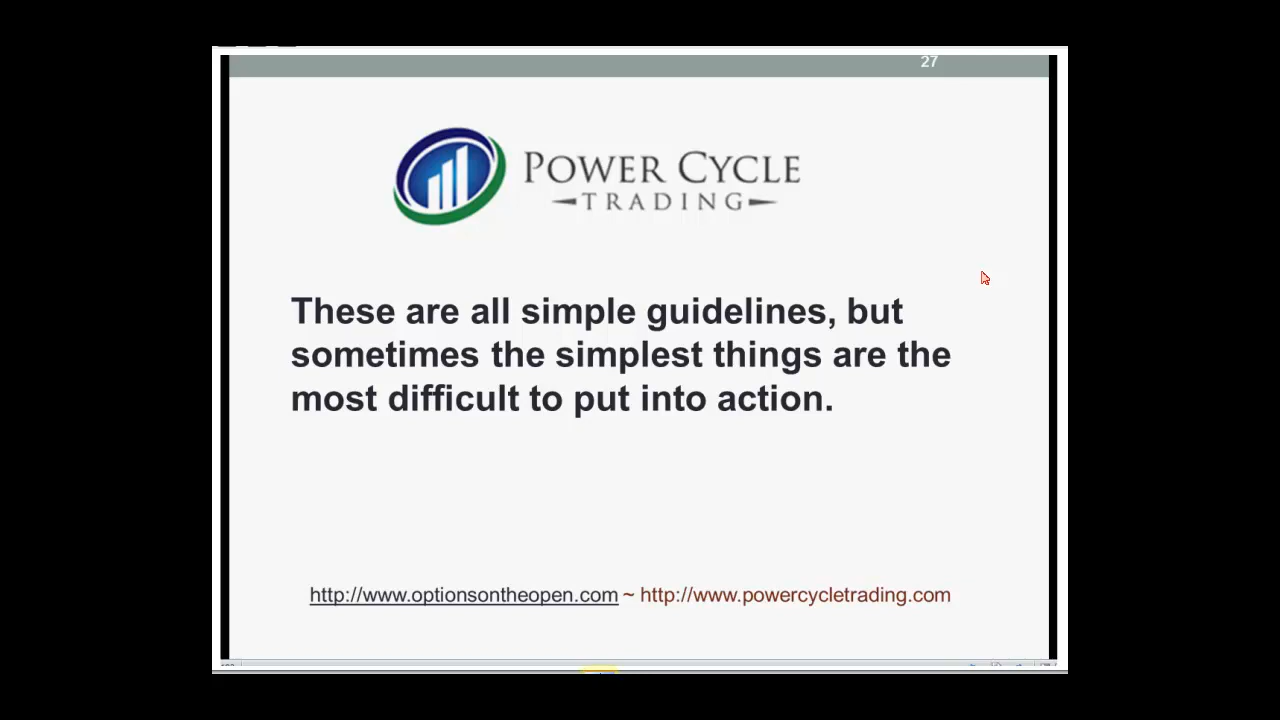 27
POWER CYCLE
TRADING
These are all simple guidelines, but
sometimes the simplest things are the
most difficult to put into action.
http://www.optionsontheopen.com ~ http://www.powercycletrading.com